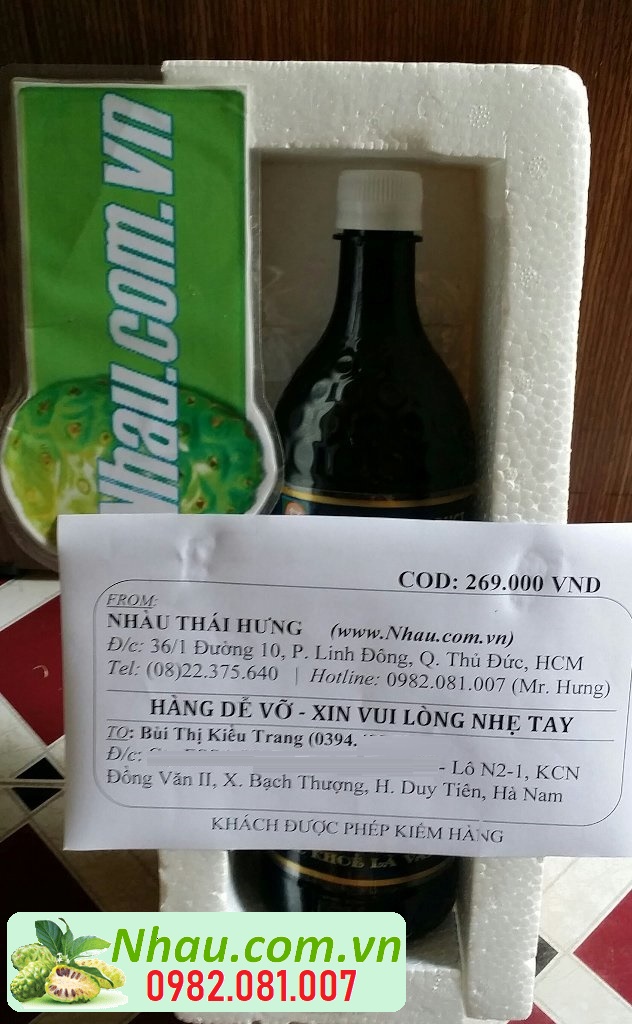 Nhau.com.vn
COD: 269.000 VND
FROM:
NHÀU THÁI HƯNG (www.Nhau.com.vn)
Đ/c: 36/1 Đường 10, P. Linh Đông, Q. Thủ Đức, HCM
Tel: (08)22.375.640 | Hotline: 0982.081.007 (Mr. Hưng)
HÀNG DỄ VỠ - XIN VUI LÒNG NHẸ TAY
TO: Bùi Thị Kiều Trang (0394.
Đ/c: - Lô N2-1, KCN
Đồng Văn II, X. Bạch Thượng, H. Duy Tiên, Hà Nam
KHÁCH ĐƯỢC PHÉP KIỂM HÀNG
KHOẺ LÀ
Nhau.com.vn
0982.081.007